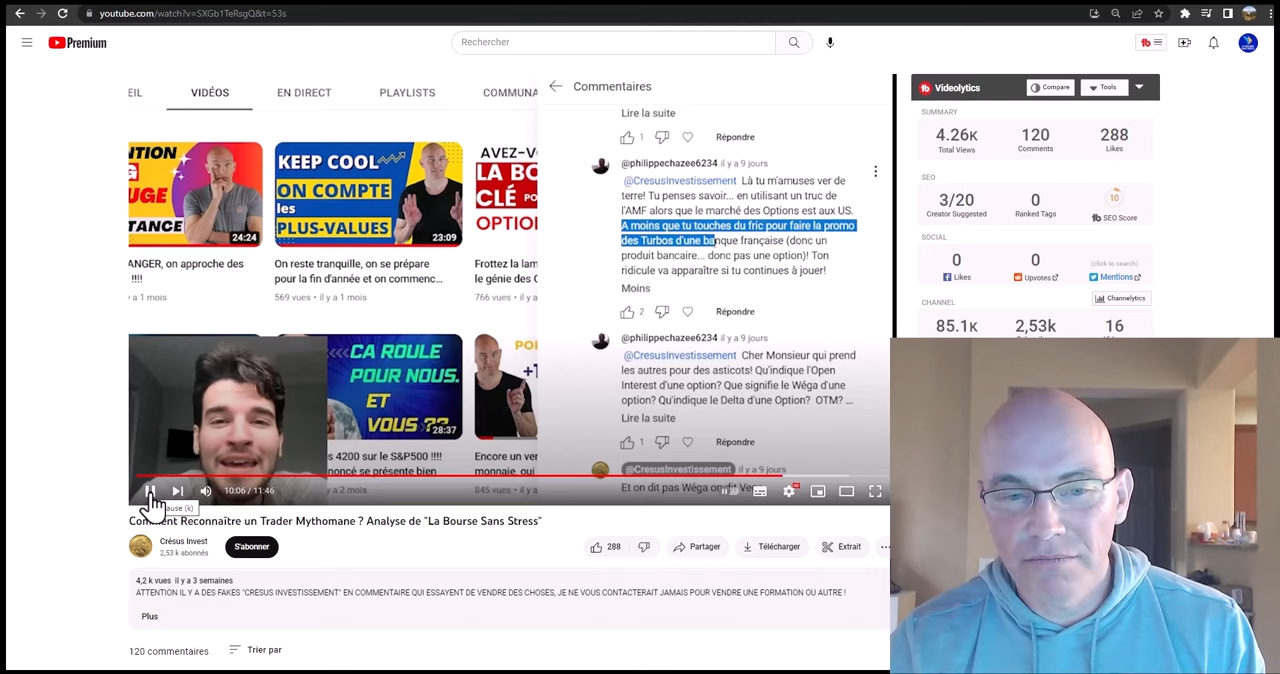 youtube.com/watch?v=SXGb1TeRsgQ&t=53s
Premium
Rechercher
EIL
VIDÉOS
EN DIRECT
PLAYLISTS
COMMUNA
NTION
UGE
TANCE
24:24
KEEP COOL
ON COMPTE
les
PLUS-VALUES
23:09
AVEZ-V
LA BO
CLÉ PO
OPTION
ANGER, on approche des
!!!!
a 1 mois
On reste tranquille, on se prépare
pour la fin d'année et on commenc...
569 vues • il y a 1 mois
Frottez la lam
le génie des C
766 vues • il y a
ÇA ROULE
POUR NOUS.
ET
VOUS ??
28:37
POI
+1
s 4200 sur le S&P500 !!!!
noncé se présente bien
a 2 mois
Encore un ver
monnaie, oui
845 vues • il y a
Commentaires
Lire la suite
1
Répondre
@philippechazee6234 il y a 9 jours
@CresusInvestissement Là tu m'amuses ver de
terre! Tu penses savoir... en utilisant un truc de
l'AMF alors que le marché des Options est aux US.
A moins que tu touches du fric pour faire la promo
des Turbos d'une banque française (donc un
produit bancaire... donc pas une option)! Ton
ridicule va apparaître si tu continues à jouer!
Moins
2
Répondre
@philippechazee6234 il y a 9 jours
@CresusInvestissement Cher Monsieur qui prend
les autres pour des asticots! Qu'indique l'Open
Interest d'une option? Que signifie le Wéga d'une
option? Qu'indique le Delta d'une Option? OTM? ...
Lire la suite
1
Répondre
@CresusInvestissement il y a 9 jours
Et on dit pas Wéga on dit Ve
10:06 / 11:46
ause (k)
Comment Reconnaître un Trader Mythomane ? Analyse de "La Bourse Sans Stress"
Crésus Invest
2,53 k abonnés
S'abonner
288
Partager
Télécharger
Extrait
4,2 k vues il y a 3 semaines
ATTENTION IL Y A DES FAKES "CRESUS INVESTISSEMENT" EN COMMENTAIRE QUI ESSAYENT DE VENDRE DES CHOSES, JE NE VOUS CONTACTERAIT JAMAIS POUR VENDRE UNE FORMATION OU AUTRE !
Plus
120 commentaires
Trier par
Videolytics
Compare
Tools
SUMMARY
4.26K
120
288
Total Views
Comments
Likes
SEO
3/20
0
10
Creator Suggested
Ranked Tags
SEO Score
SOCIAL
0
0
(click to search)
Likes
Upvotes
Mentions
CHANNEL
Channelytics
85.1K
2,53k
16